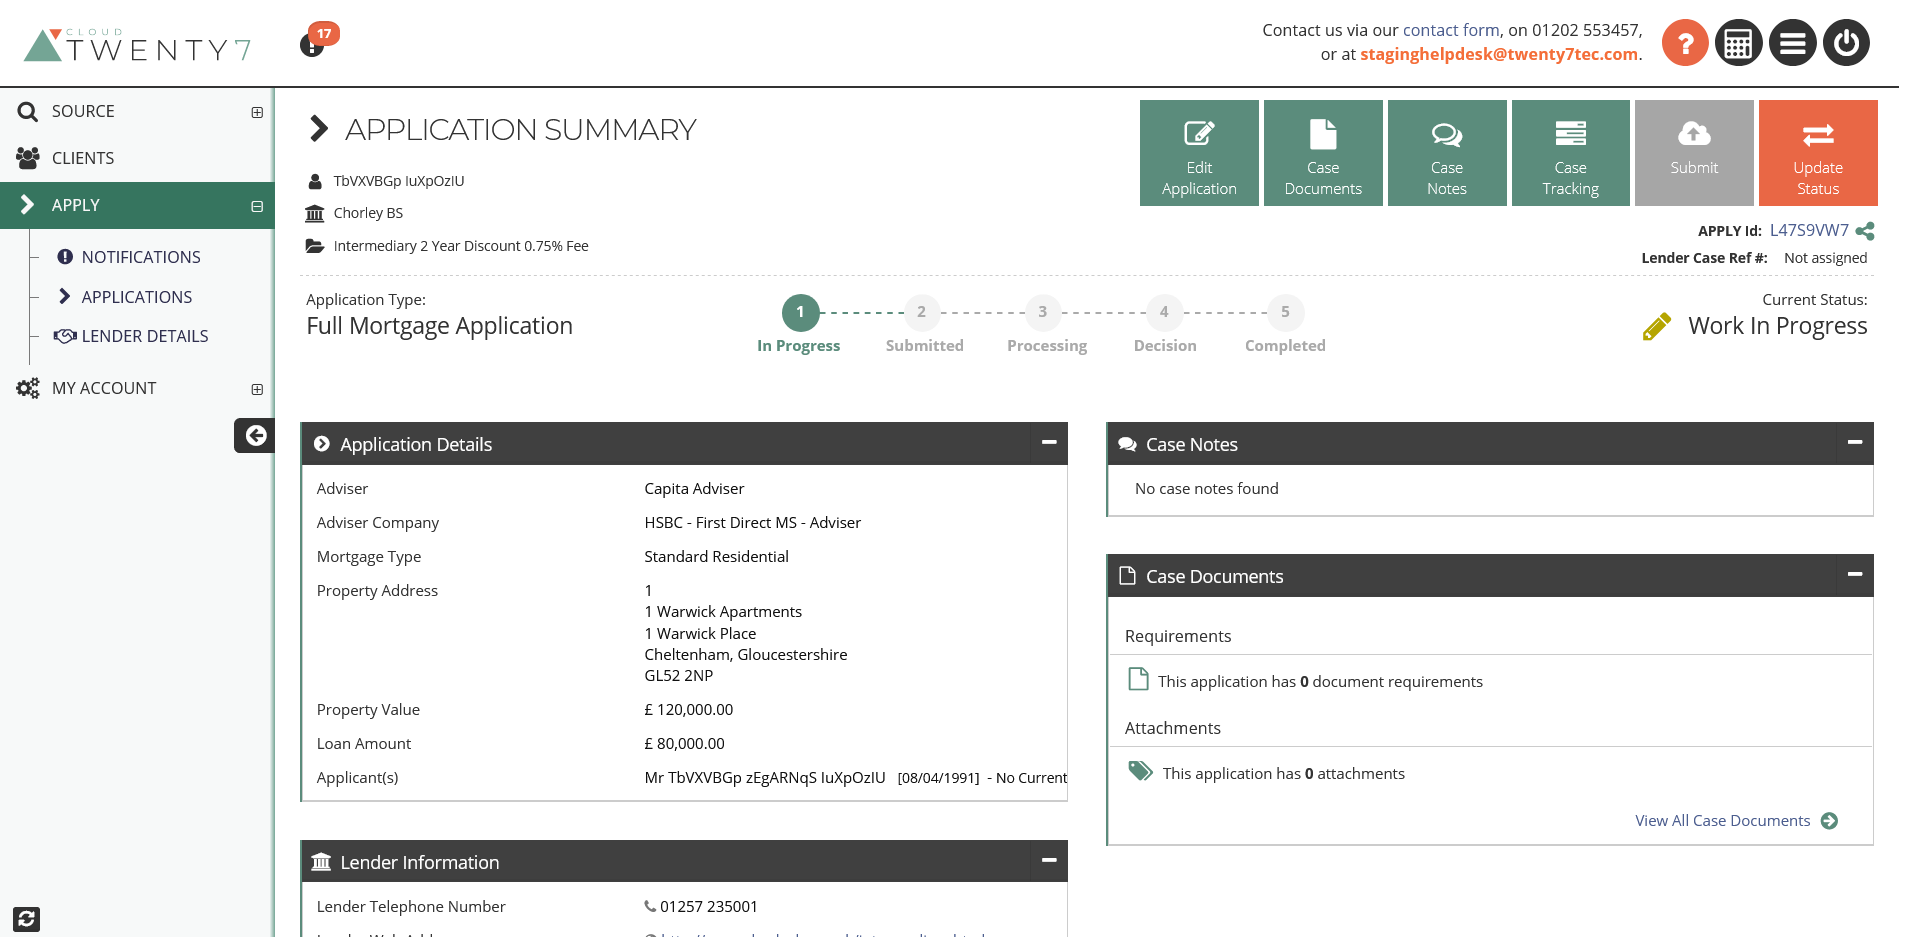 CLOUD
TWENTY7
17
Contact us via our contact form, on 01202 553457,
or at staginghelpdesk@twenty7tec.com.
SOURCE
CLIENTS
APPLY
NOTIFICATIONS
APPLICATIONS
LENDER DETAILS
MY ACCOUNT
APPLICATION SUMMARY
TbVXVBGp IuXpOzIU
Chorley BS
Intermediary 2 Year Discount 0.75% Fee
Edit
Application
Case
Documents
Case
Notes
Case
Tracking
Submit
Update
Status
APPLY Id: L47S9VW7
Lender Case Ref #: Not assigned
Application Type:
Full Mortgage Application
1 2 3 4 5
In Progress Submitted Processing Decision Completed
Current Status:
Work In Progress
Application Details
Adviser Capita Adviser
Adviser Company HSBC - First Direct MS - Adviser
Mortgage Type Standard Residential
Property Address 1
1 Warwick Apartments
1 Warwick Place
Cheltenham, Gloucestershire
GL52 2NP
Property Value £ 120,000.00
Loan Amount £ 80,000.00
Applicant(s) Mr TbVXVBGp zEgARNqS IuXpOzIU [08/04/1991] - No Current
Lender Information
Lender Telephone Number 01257 235001
Case Notes
No case notes found
Case Documents
Requirements
This application has 0 document requirements
Attachments
This application has 0 attachments
View All Case Documents